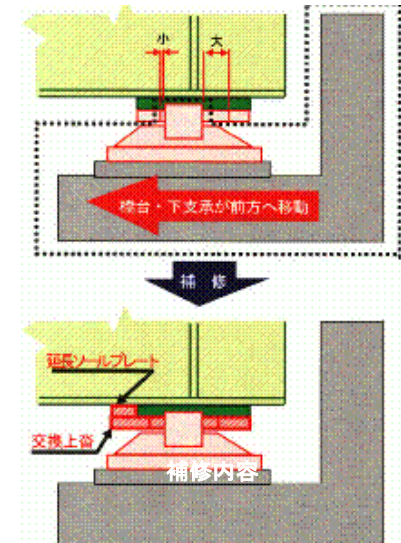 小
大
橋台・下支承が前方へ移動
補修
延長ソールプレート
交換上沓
補修内容